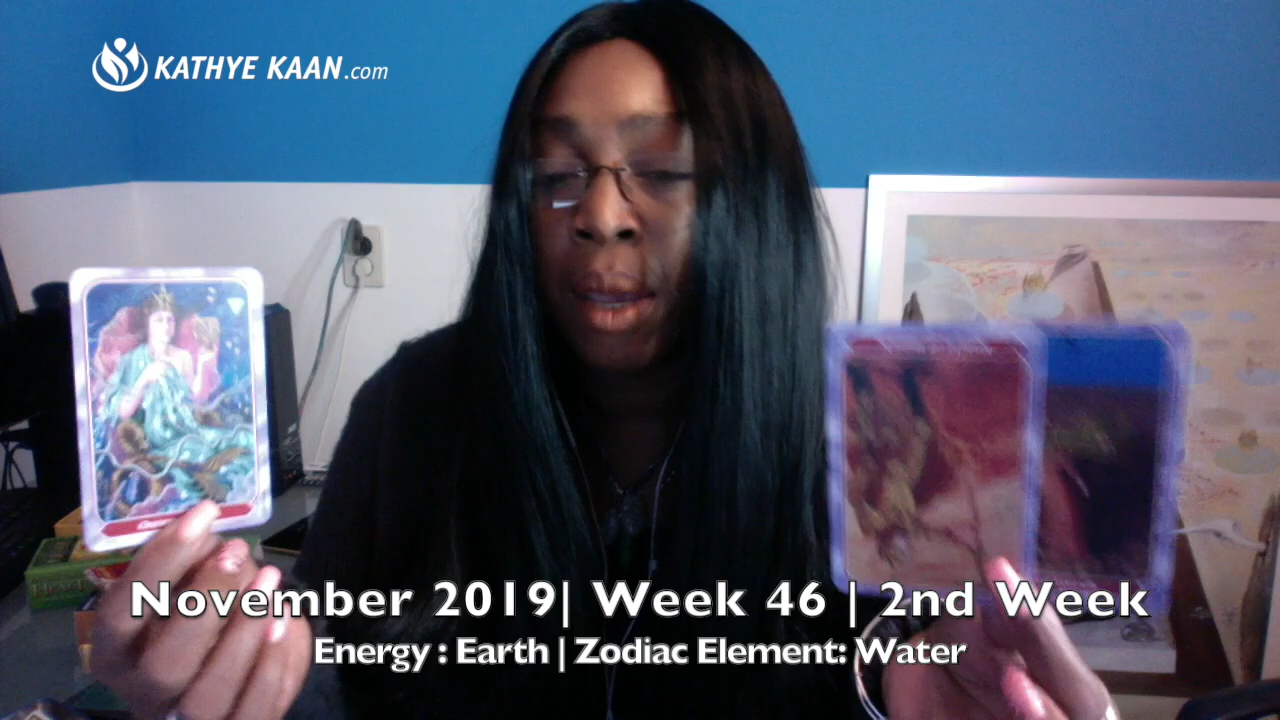 KATHYE KAAN.com
November 2019| Week 46 | 2nd Week
Energy : Earth | Zodiac Element: Water